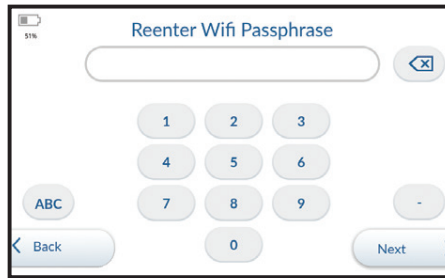 51%
Reenter Wifi Passphrase
1 2 3
4 5 6
ABC 7 8 9 -
Back 0 Next